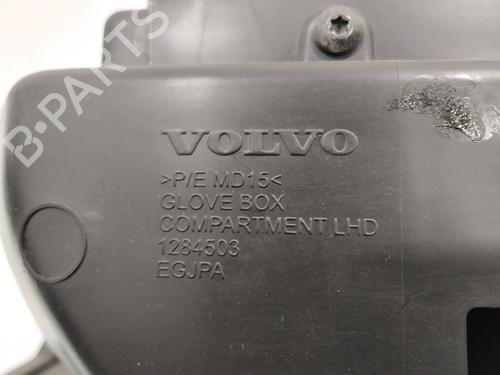 B-PARTS
VOLVO
>P/E MD15<
GLOVE BOX
COMPARTMENT LHD
1284503
EGJPA